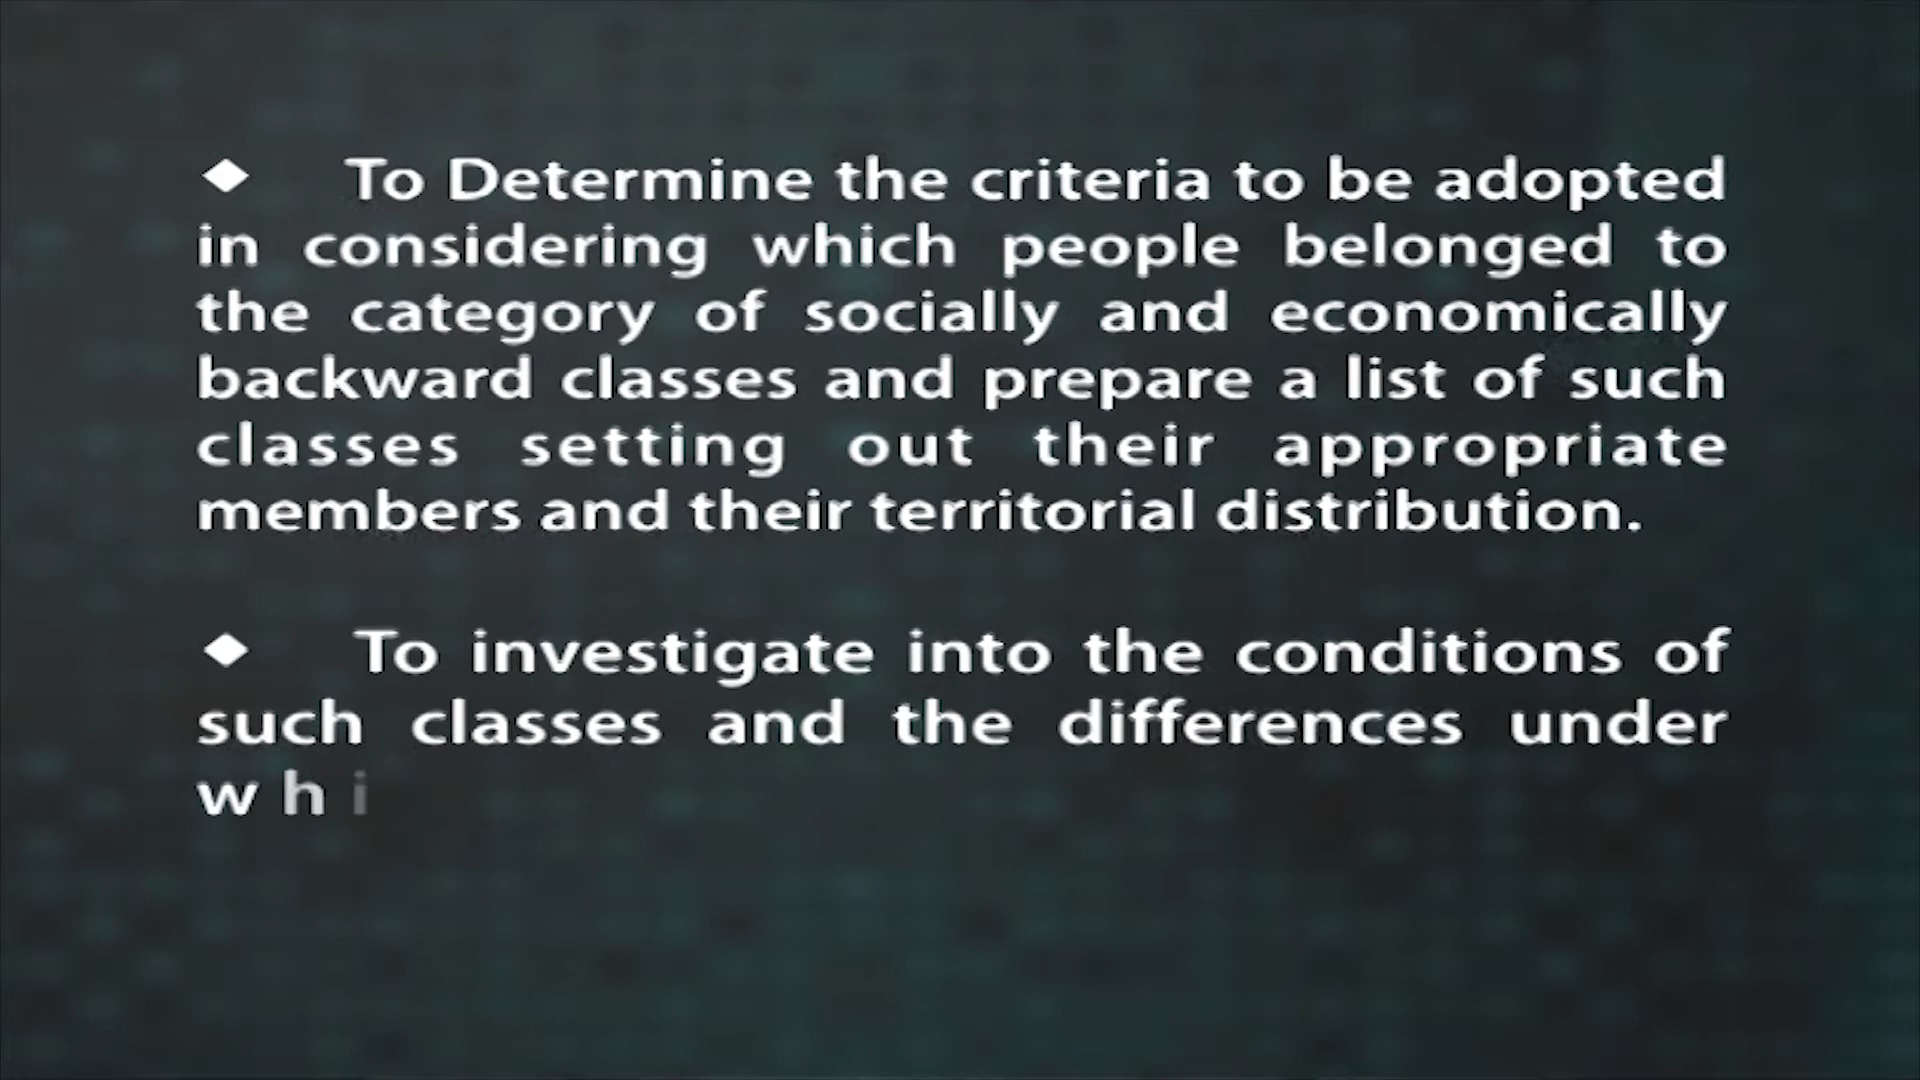 ◆ To Determine the criteria to be adopted
in considering which people belonged to
the category of socially and economically
backward classes and prepare a list of such
classes setting out their appropriate
members and their territorial distribution.
◆ To investigate into the conditions of
such classes and the differences under
whi